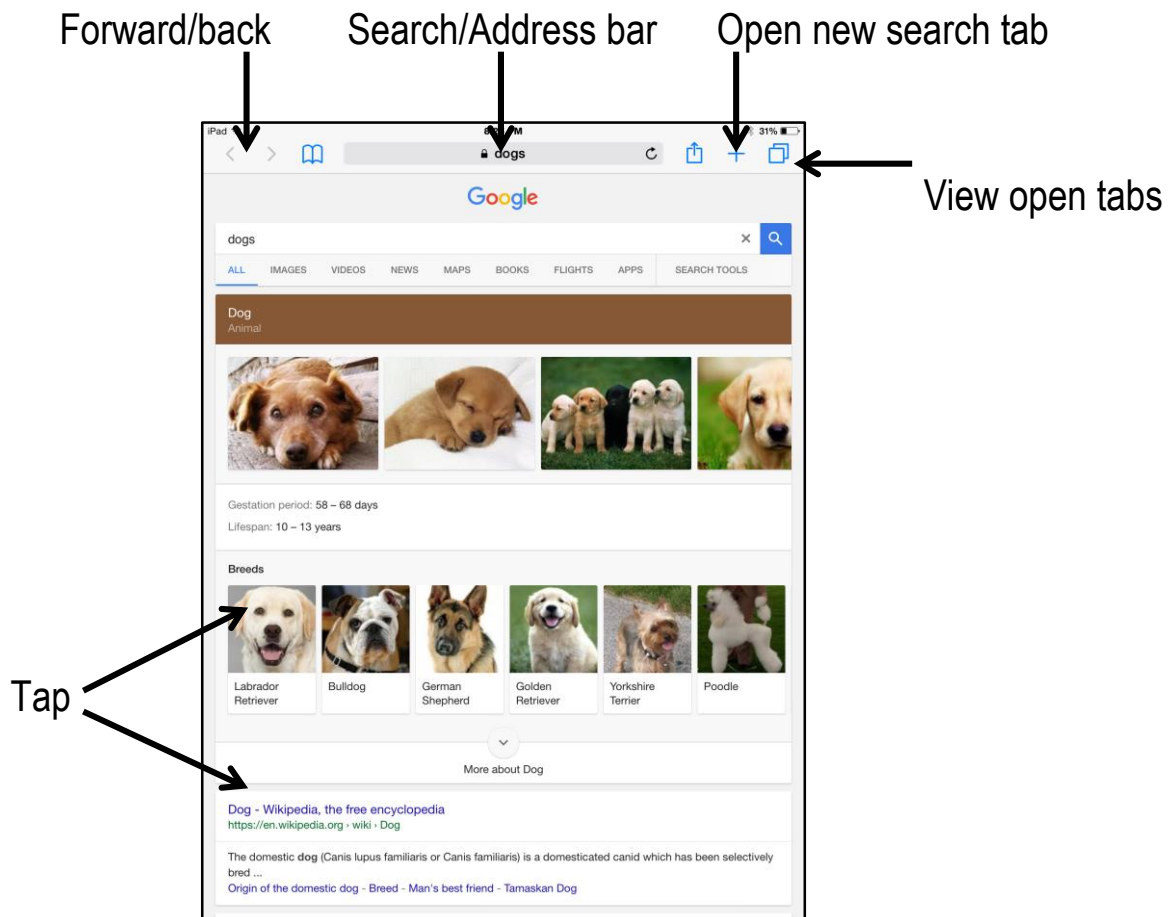 Forward/back
Search/Address bar
Open new search tab
iPad
31%
dogs
View open tabs
Google
dogs
ALL IMAGES VIDEOS NEWS MAPS BOOKS FLIGHTS APPS SEARCH TOOLS
Dog
Animal
Gestation period: 58 – 68 days
Lifespan: 10 – 13 years
Breeds
Labrador Retriever
Bulldog
German Shepherd
Golden Retriever
Yorkshire Terrier
Poodle
Tap
More about Dog
Dog - Wikipedia, the free encyclopedia
https://en.wikipedia.org › wiki › Dog
The domestic dog (Canis lupus familiaris or Canis familiaris) is a domesticated canid which has been selectively
bred ...
Origin of the domestic dog - Breed - Man's best friend - Tamaskan Dog